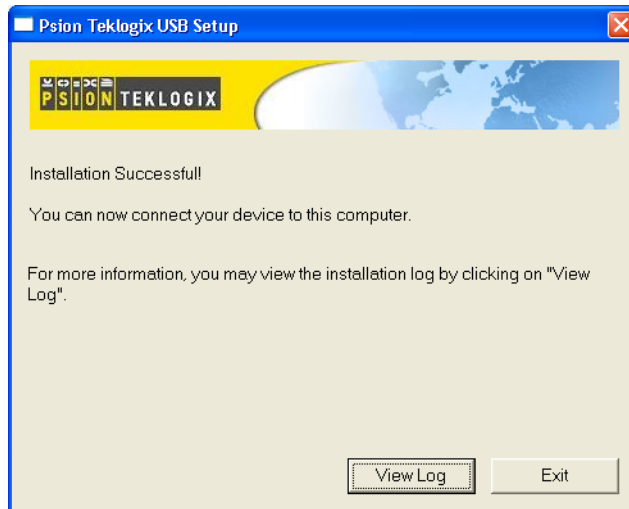 Psion Teklogix USB Setup
PSION TEKLOGIX
Installation Successful!
You can now connect your device to this computer.
For more information, you may view the installation log by clicking on "View
Log".
View Log
Exit